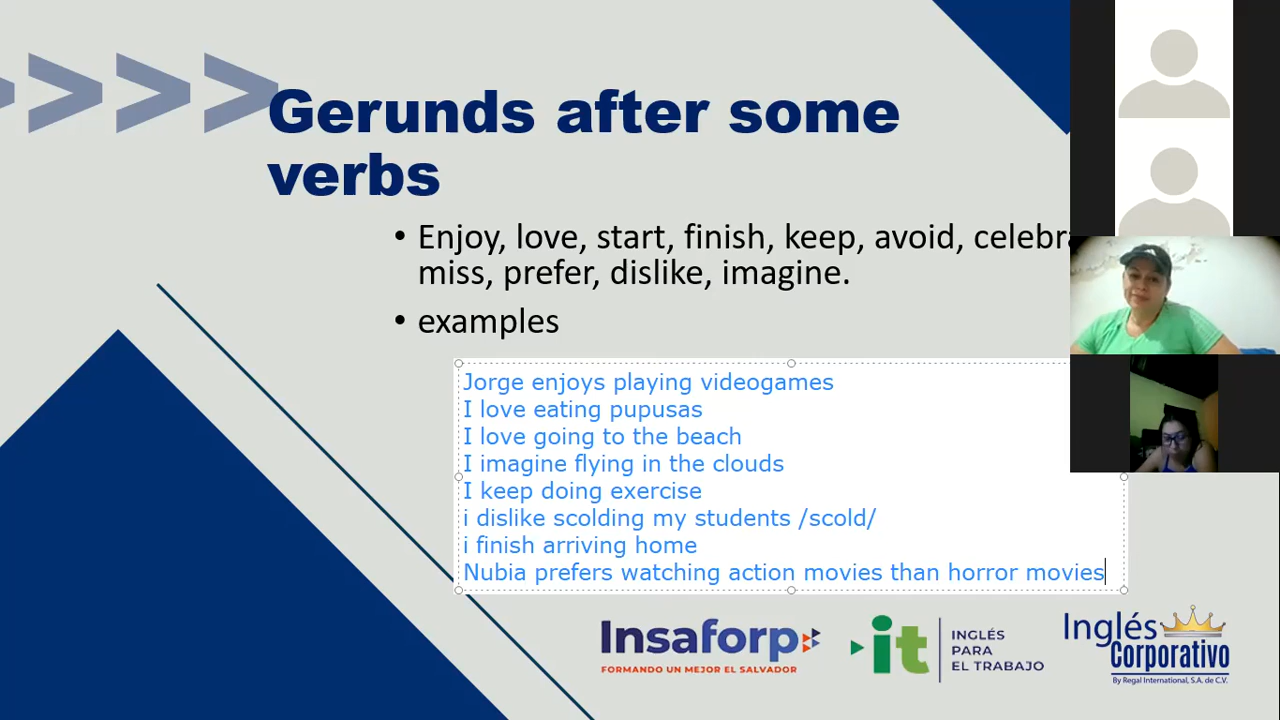 Gerunds after some
verbs
• Enjoy, love, start, finish, keep, avoid,
miss, prefer, dislike, imagine.
• examples
Jorge enjoys playing videogames
I love eating pupusas
I love going to the beach
I imagine flying in the clouds
I keep doing exercise
i dislike scolding my students /scold/
i finish arriving home
Nubia prefers watching action movies than horror movies
Insaforp
FORMANDO UN MEJOR EL SALVADOR
it
INGLÉS
PARA
EL TRABAJO
Inglés
Corporativo
By Regal International, S.A. de C.V.